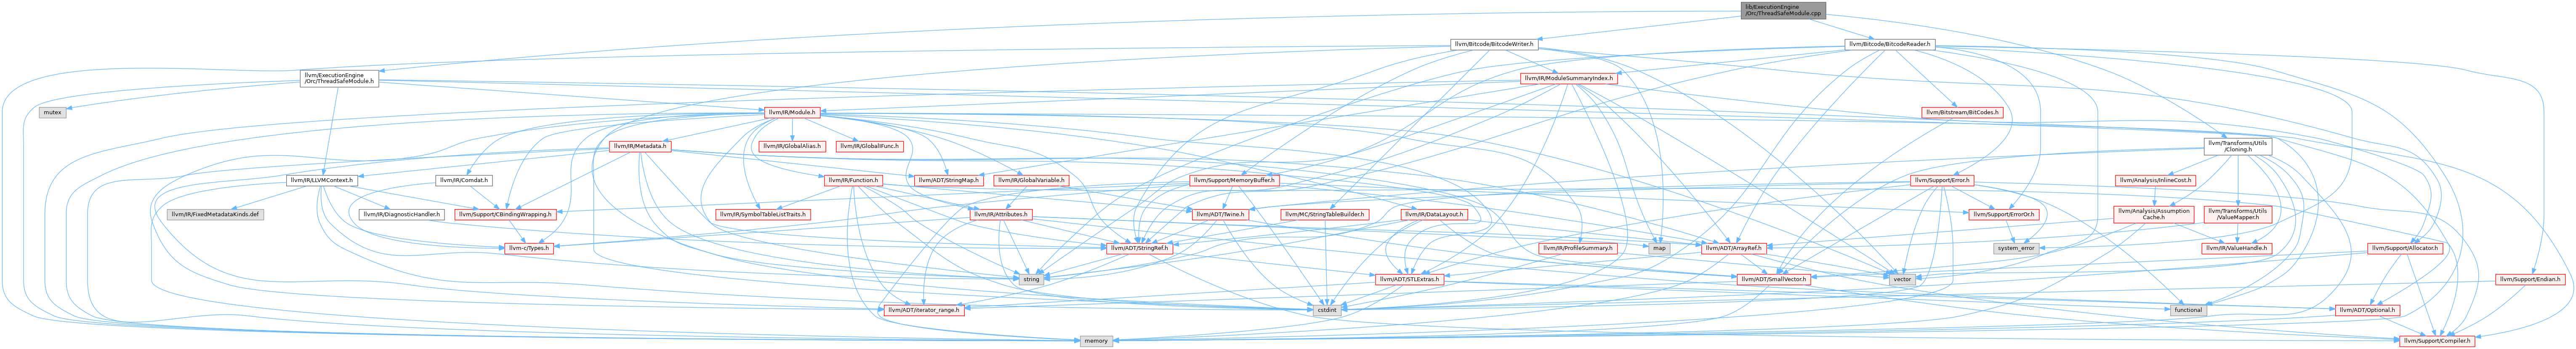 lib/ExecutionEngine
/Orc/ThreadSafeModule.cpp
llvm/Bitcode/BitcodeWriter.h
llvm/Bitcode/BitcodeReader.h
llvm/ExecutionEngine
/Orc/ThreadSafeModule.h
llvm/IR/ModuleSummaryIndex.h
mutex
llvm/IR/Module.h
llvm/Bitstream/BitCodes.h
llvm/IR/Metadata.h
llvm/IR/GlobalAlias.h
llvm/IR/GlobalIFunc.h
llvm/Transforms/Utils
/Cloning.h
llvm/IR/LLVMContext.h
llvm/IR/Comdat.h
llvm/IR/Function.h
llvm/ADT/StringMap.h
llvm/IR/GlobalVariable.h
llvm/Support/MemoryBuffer.h
llvm/Support/Error.h
llvm/Analysis/InlineCost.h
llvm/IR/FixedMetadataKinds.def
llvm/IR/DiagnosticHandler.h
llvm/Support/CBindingWrapping.h
llvm/IR/SymbolTableListTraits.h
llvm/IR/Attributes.h
llvm/ADT/Twine.h
llvm/MC/StringTableBuilder.h
llvm/IR/DataLayout.h
llvm/Support/ErrorOr.h
llvm/Analysis/Assumption
Cache.h
llvm/Transforms/Utils
/ValueMapper.h
llvm-c/Types.h
llvm/ADT/StringRef.h
llvm/IR/ProfileSummary.h
map
llvm/ADT/ArrayRef.h
system_error
llvm/IR/ValueHandle.h
llvm/Support/Allocator.h
string
llvm/ADT/STLExtras.h
llvm/ADT/SmallVector.h
vector
llvm/Support/Endian.h
llvm/ADT/iterator_range.h
cstdint
functional
llvm/ADT/Optional.h
memory
llvm/Support/Compiler.h